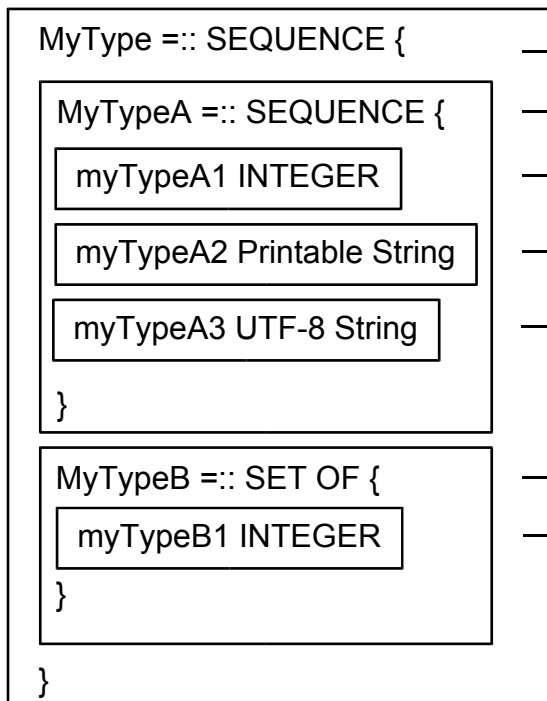 MyType =:: SEQUENCE {
MyTypeA =:: SEQUENCE {
myTypeA1 INTEGER
myTypeA2 Printable String
myTypeA3 UTF-8 String
}
MyTypeB =:: SET OF {
myTypeB1 INTEGER
}
}